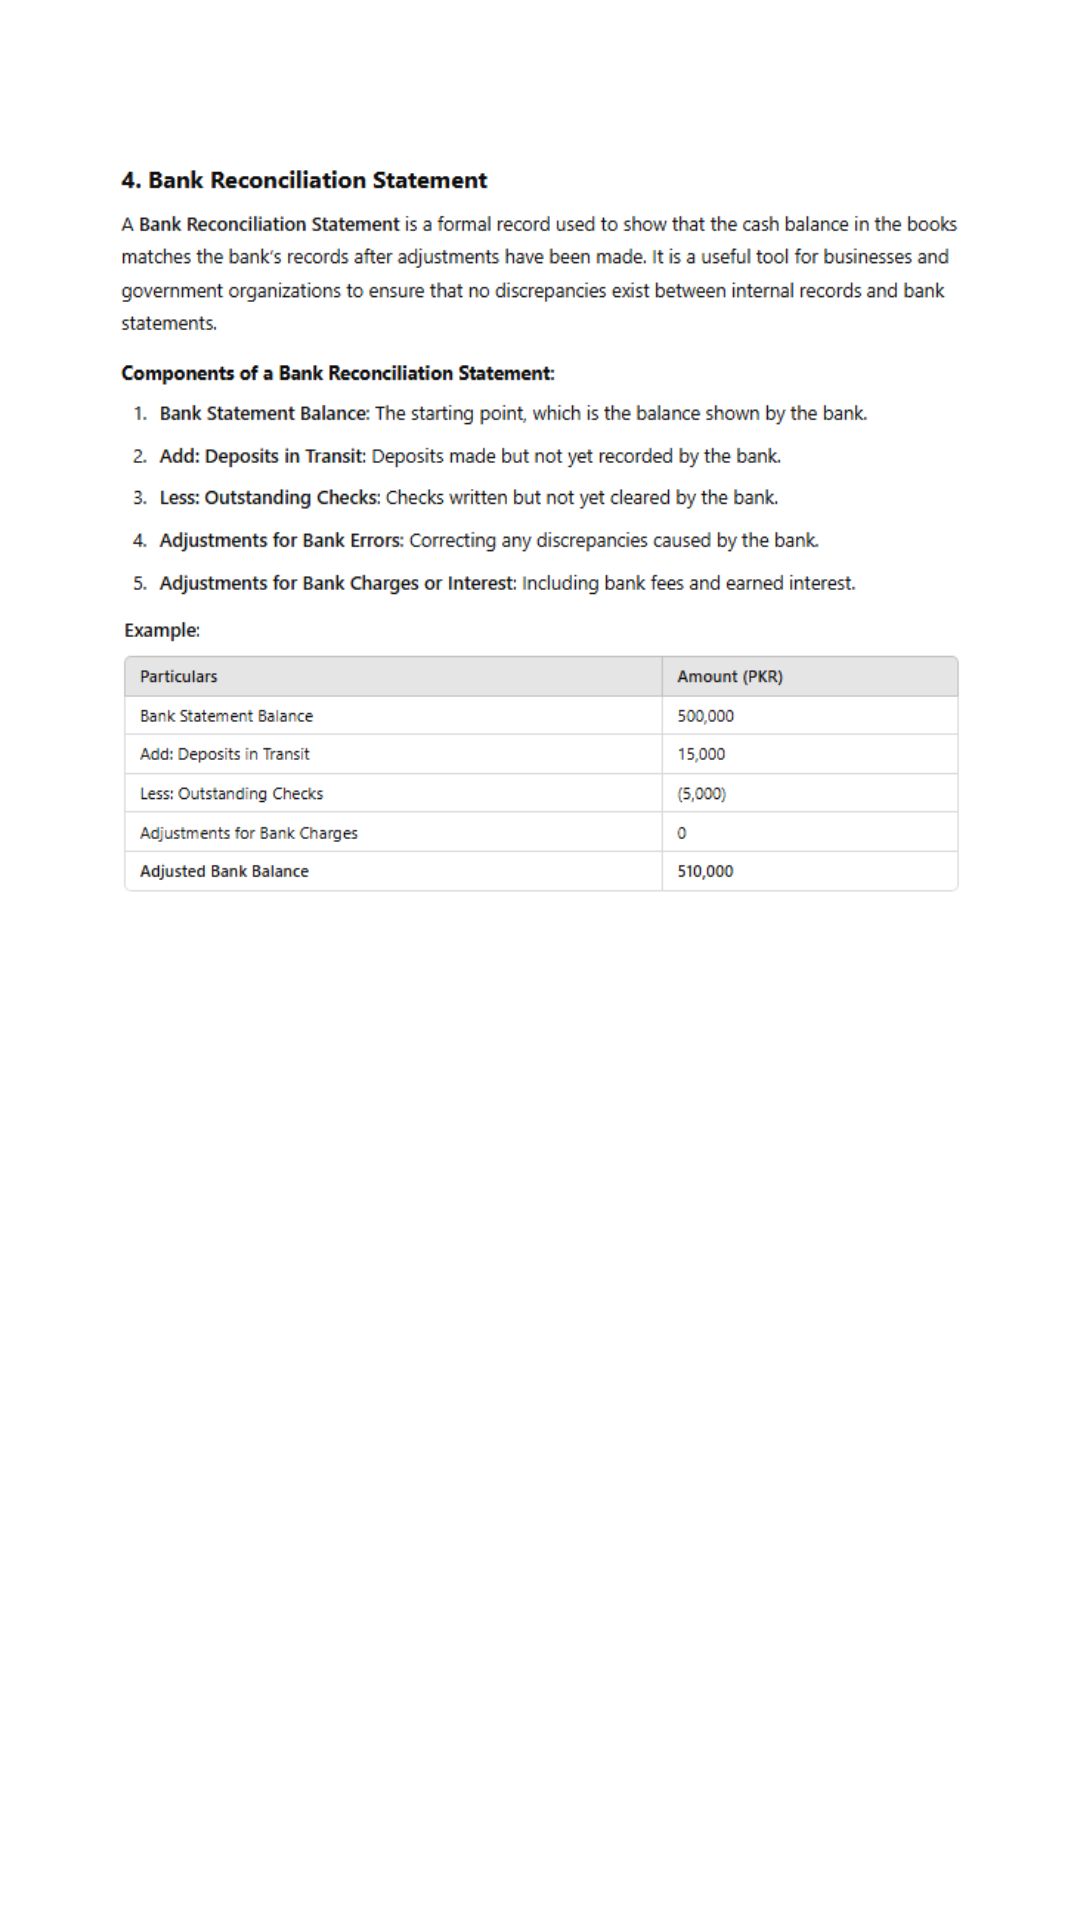 4. Bank Reconciliation Statement
A Bank Reconciliation Statement is a formal record used to show that the cash balance in the books
matches the bank's records after adjustments have been made. It is a useful tool for businesses and
government organizations to ensure that no discrepancies exist between internal records and bank
statements.
Components of a Bank Reconciliation Statement:
1. Bank Statement Balance: The starting point, which is the balance shown by the bank.
2. Add: Deposits in Transit: Deposits made but not yet recorded by the bank.
3. Less: Outstanding Checks: Checks written but not yet cleared by the bank.
4. Adjustments for Bank Errors: Correcting any discrepancies caused by the bank.
5. Adjustments for Bank Charges or Interest: Including bank fees and earned interest.
Example:
Particulars Amount (PKR)
Bank Statement Balance 500,000
Add: Deposits in Transit 15,000
Less: Outstanding Checks (5,000)
Adjustments for Bank Charges 0
Adjusted Bank Balance 510,000